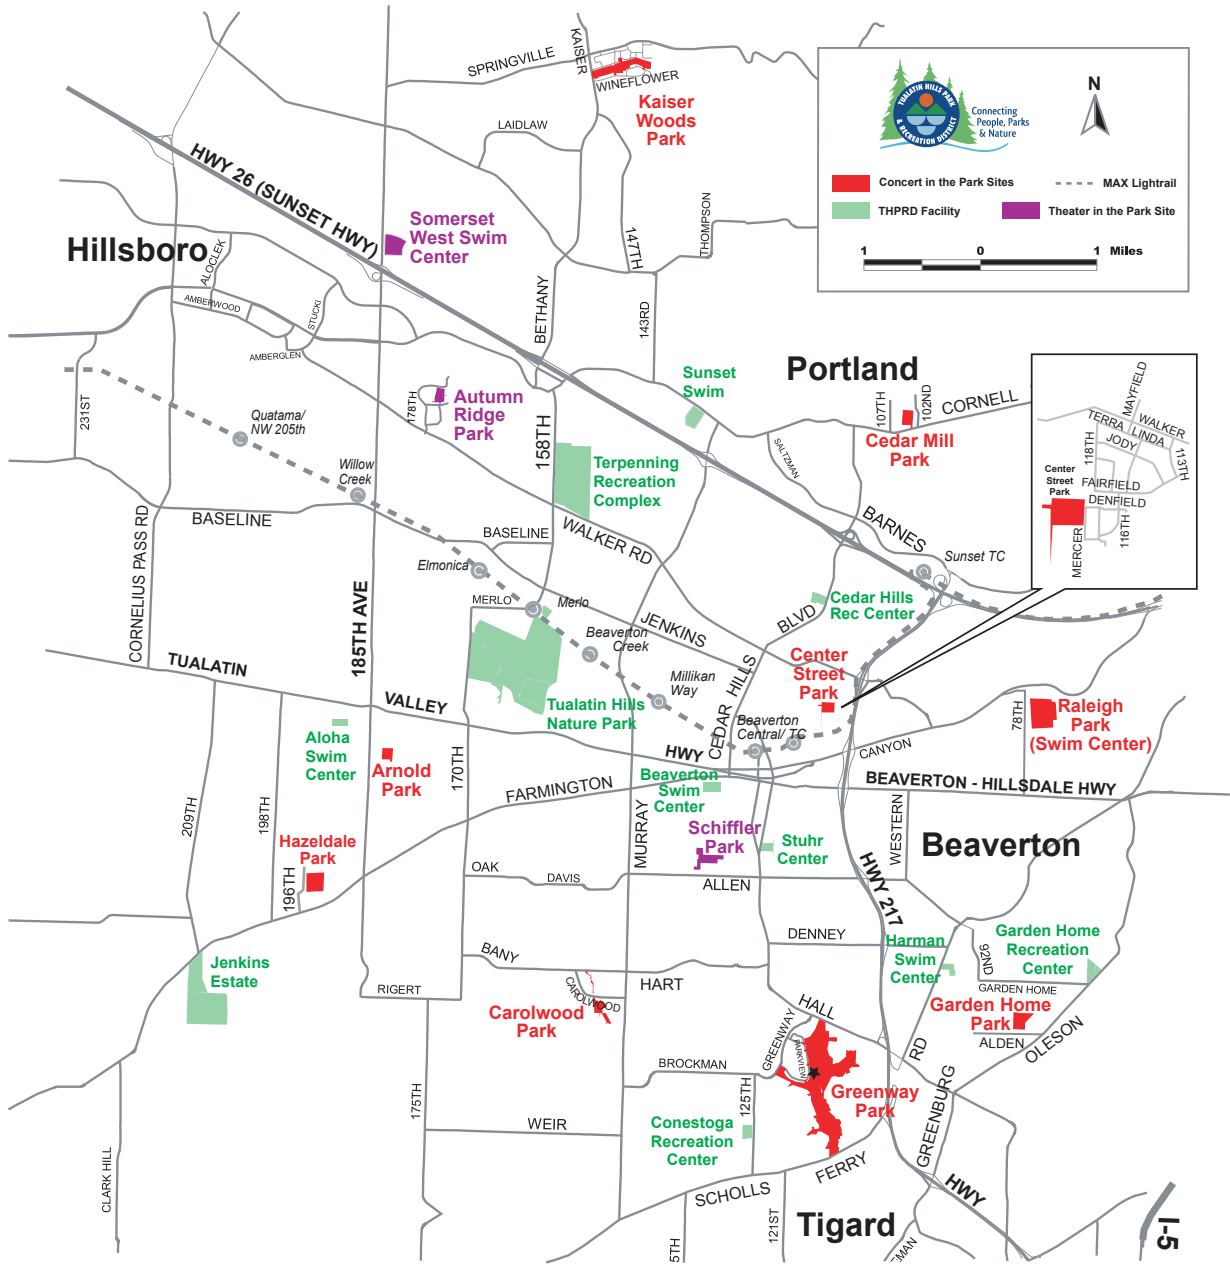 KAISER
SPRINGVILLE
WINEFLOWER
Kaiser
Woods
Park
LAIDLAW
TUALATIN HILLS PARK
& RECREATION DISTRICT
Connecting
People, Parks
& Nature
N
Concert in the Park Sites
MAX Lightrail
THPRD Facility
Theater in the Park Site
1 0 1 Miles
HWY 26 (SUNSET HWY)
Somerset
West Swim
Center
Hillsboro
ALOCLEK
147TH
THOMPSON
AMBERWOOD
STUCKI
BETHANY
143RD
AMBERGLEN
Portland
Sunset
Swim
231ST
178TH
Autumn
Ridge
Park
107TH
102ND
CORNELL
Cedar Mill
Park
Quatama/
NW 205th
158TH
SALTZMAN
Willow
Creek
Terpenning
Recreation
Complex
MAYFIELD
WALKER
TERRA LINDA
JODY
118TH
113TH
Center
Street
Park
FAIRFIELD
DENFIELD
116TH
MERCER
BASELINE
BASELINE
WALKER RD
BARNES
CORNELIUS PASS RD
Sunset TC
Elmonica
185TH AVE
MERLO
Merlo
JENKINS
BLVD
Cedar Hills
Rec Center
Beaverton
Creek
TUALATIN
VALLEY
HWY
Millikan
Way
CEDAR HILLS
Center
Street
Park
Tualatin Hills
Nature Park
Beaverton
Central/ TC
78TH
Raleigh
Park
(Swim Center)
CANYON
Aloha
Swim
Center
Arnold
Park
170TH
FARMINGTON
Beaverton
Swim
Center
BEAVERTON - HILLSDALE HWY
209TH
198TH
MURRAY
Schiffler
Park
Stuhr
Center
WESTERN
Beaverton
Hazeldale
Park
196TH
OAK
DAVIS
ALLEN
HWY 217
DENNEY
Harman
Swim
Center
92ND
Garden Home
Recreation
Center
GARDEN HOME
Jenkins
Estate
BANY
HART
RIGERT
CAROLWOOD
Carolwood
Park
HALL
Garden Home
Park
ALDEN
OLESON
GREENWAY
PARKVIEW
RD
BROCKMAN
Greenway
Park
175TH
125TH
WEIR
Conestoga
Recreation
Center
GREENBURG
FERRY
SCHOLLS
HWY
CLARK HILL
121ST
5TH
Tigard
EMAN
I-5